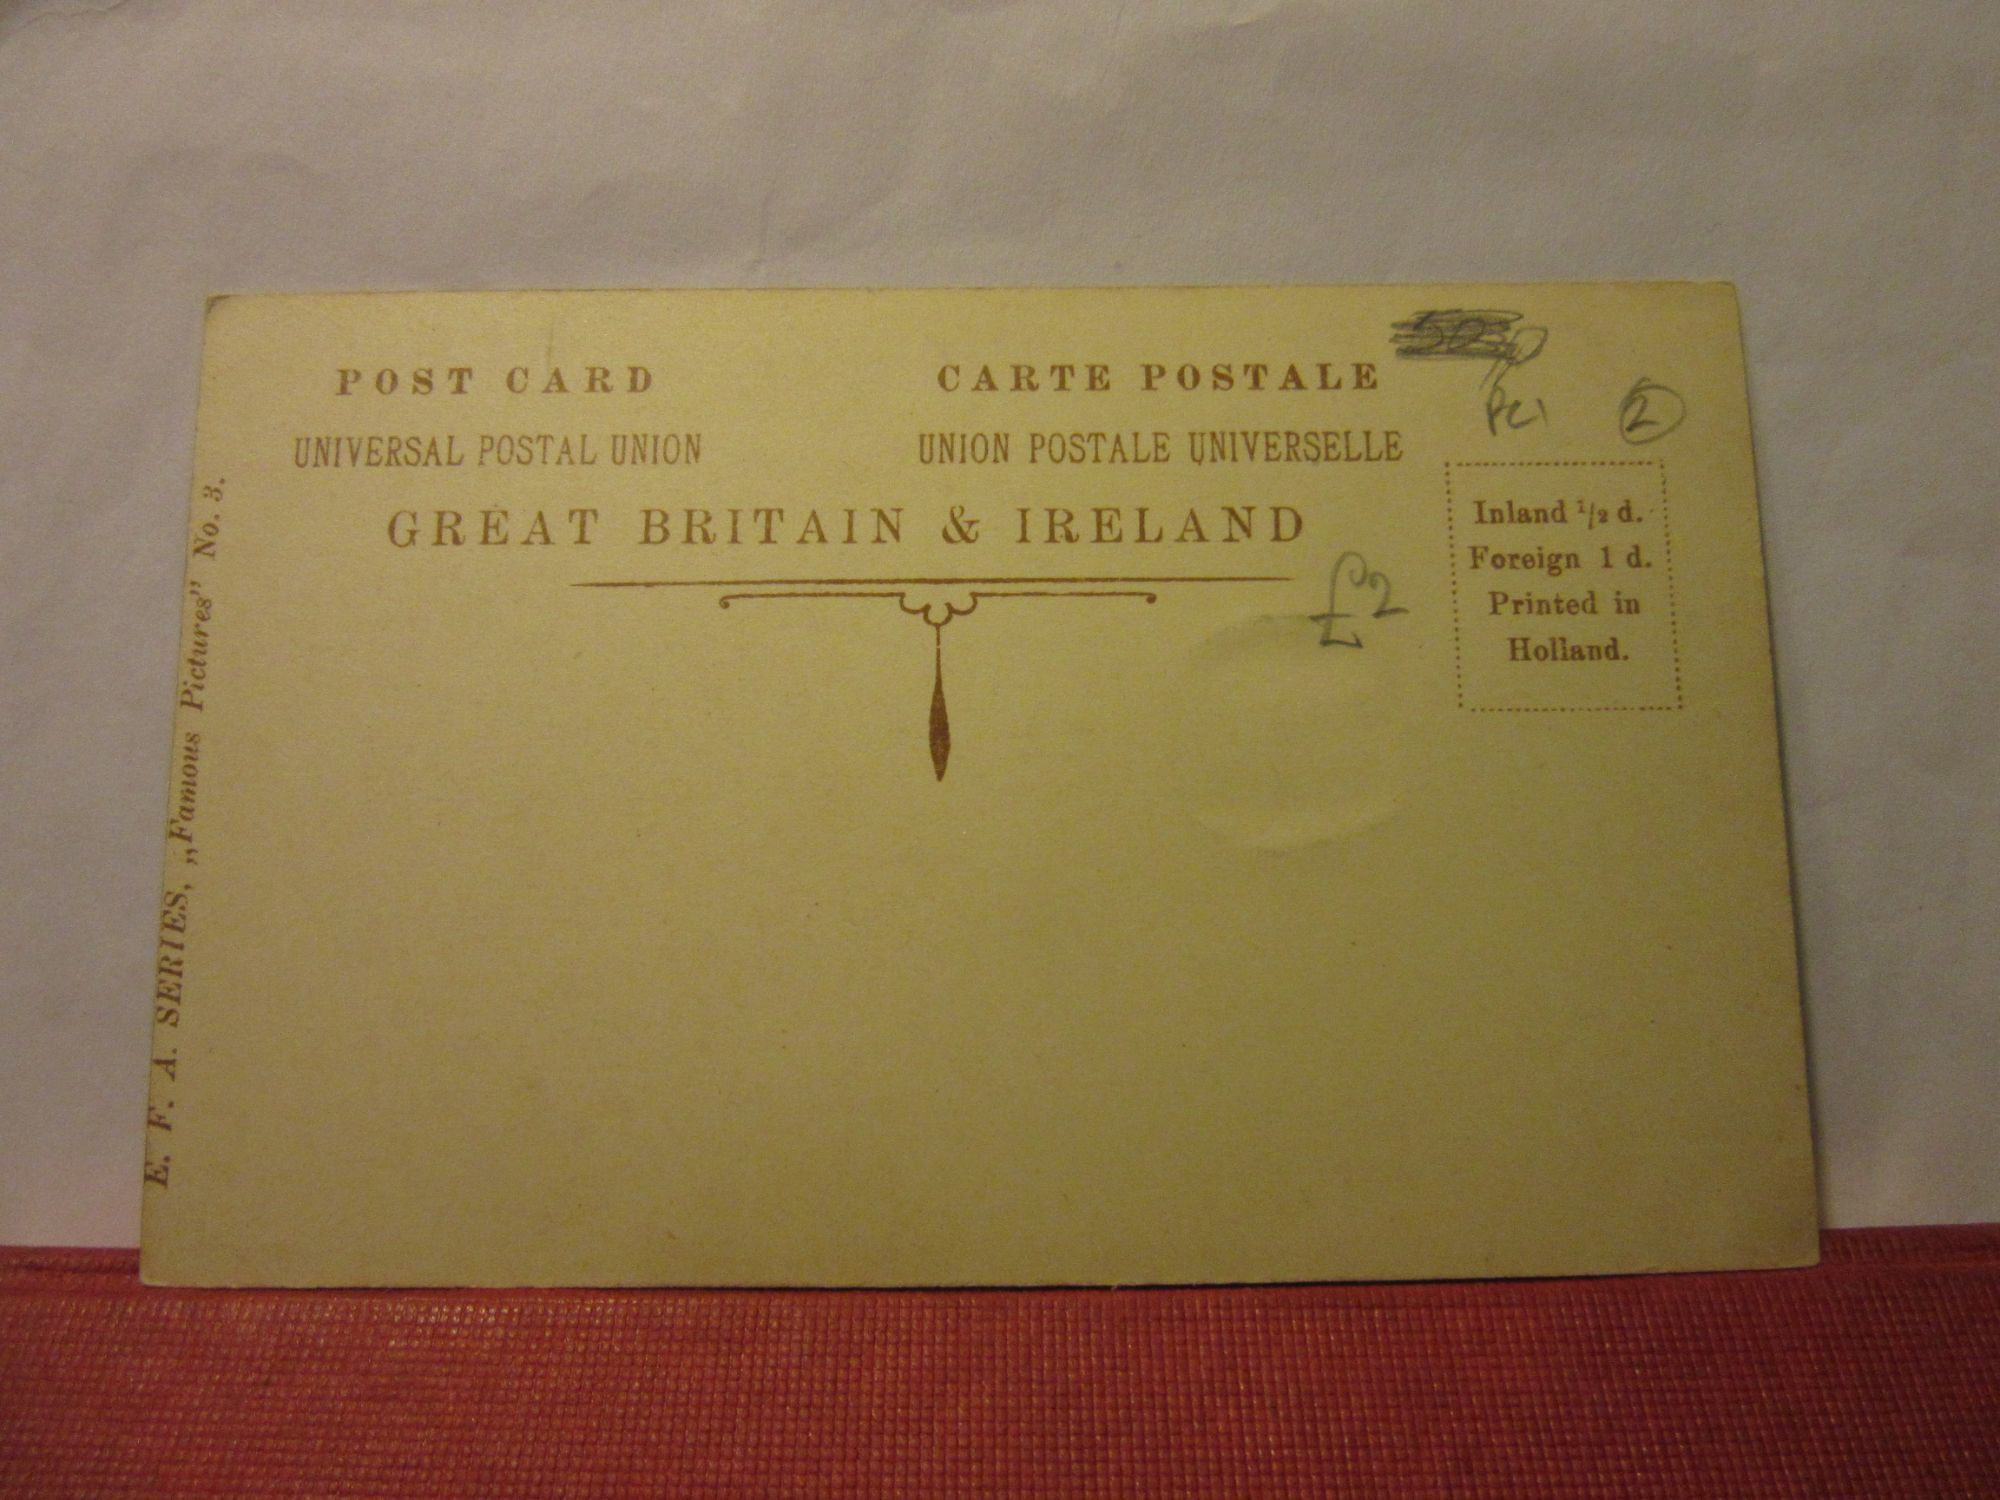 POST CARD
CARTE POSTALE
UNIVERSAL POSTAL UNION
UNION POSTALE UNIVERSELLE
GREAT BRITAIN & IRELAND
PC1
2
£2
Inland ½ d.
Foreign 1 d.
Printed in
Holland.
E. F. A. SERIES, „Famous Pictures” No. 3.